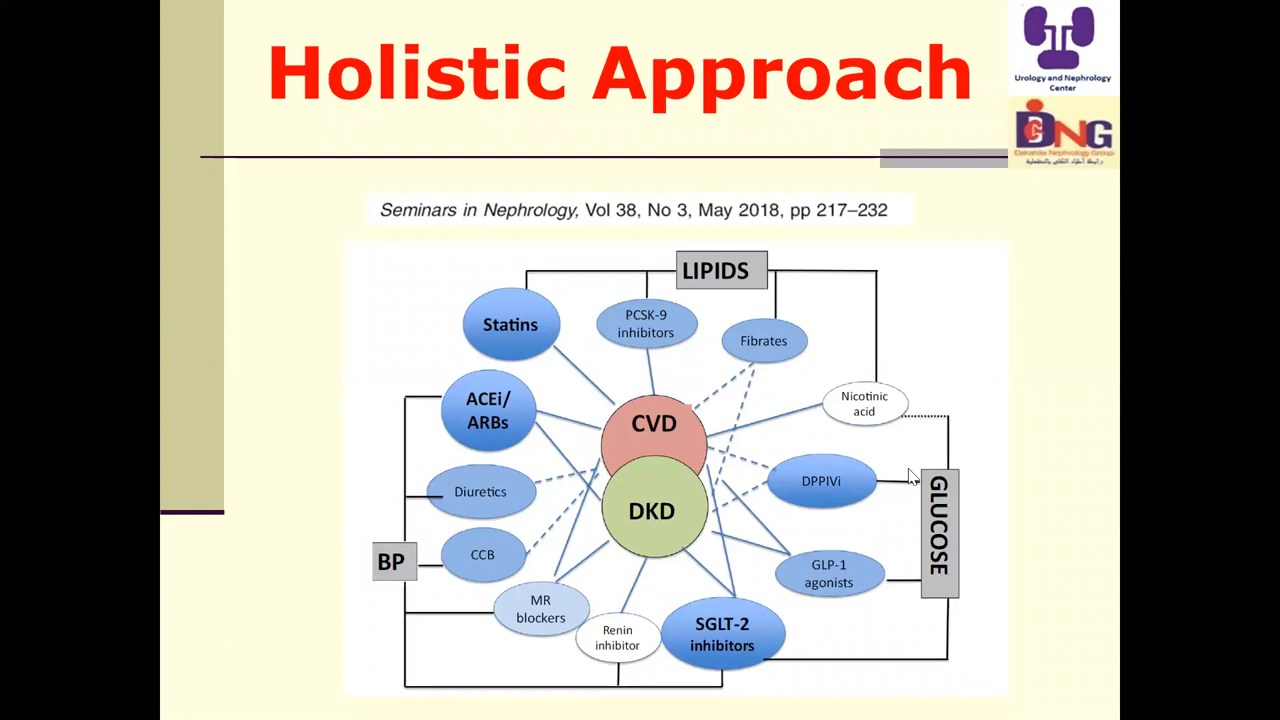 Holistic Approach
Urology and Nephrology
Center
DCNG
Dakahlia Nephrology Group
Seminars in Nephrology, Vol 38, No 3, May 2018, pp 217–232
LIPIDS
Statins
PCSK-9
inhibitors
Fibrates
ACEi/
ARBs
CVD
Nicotinic
acid
Diuretics
DPPIVi
GLUCOSE
DKD
BP
CCB
GLP-1
agonists
MR
blockers
Renin
inhibitor
SGLT-2
inhibitors